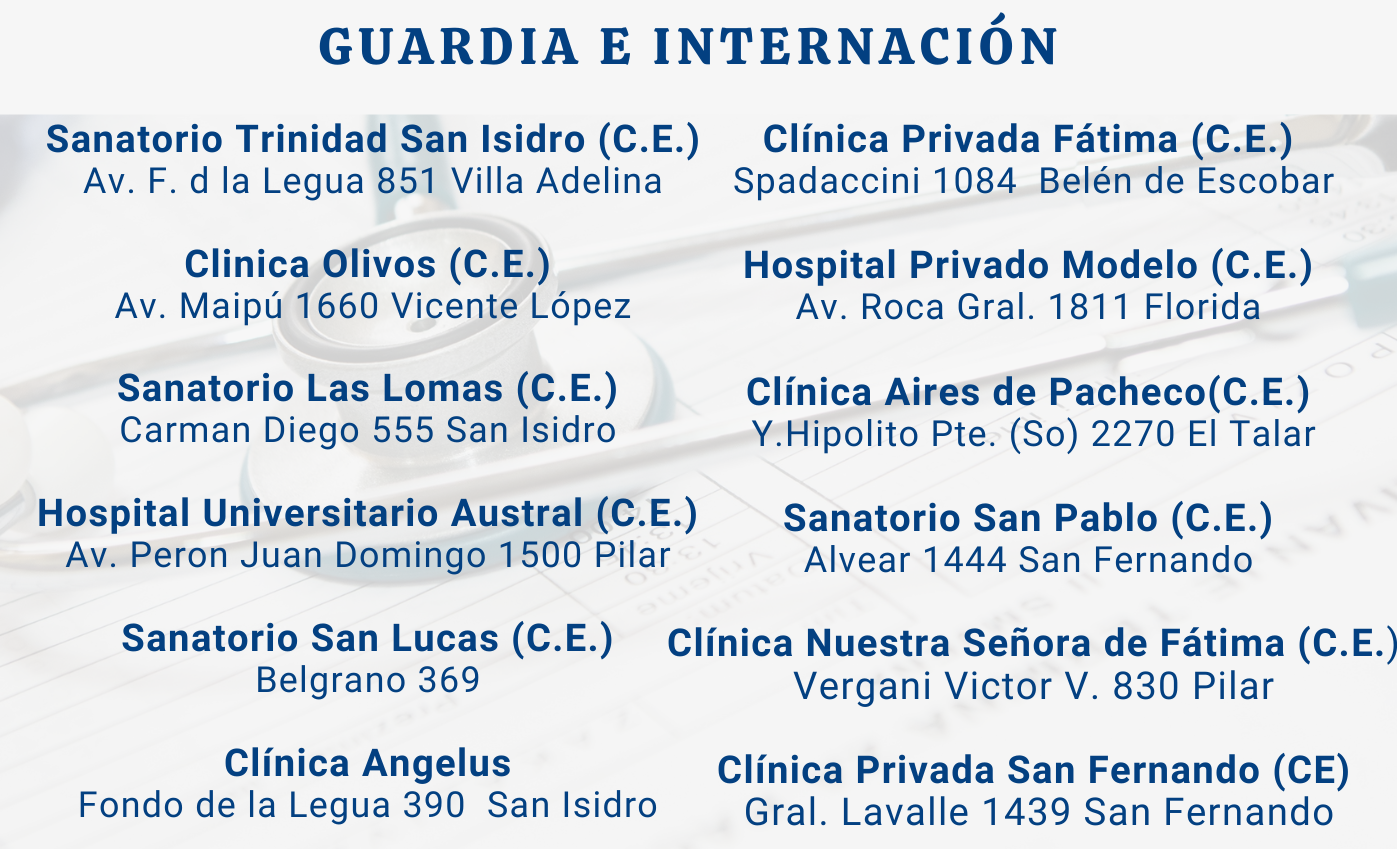 GUARDIA E INTERNACIÓN
Sanatorio Trinidad San Isidro (C.E.)
Av. F. d la Legua 851 Villa Adelina
Clinica Olivos (C.E.)
Av. Maipú 1660 Vicente López
Sanatorio Las Lomas (C.E.)
Carman Diego 555 San Isidro
Hospital Universitario Austral (C.E.)
Av. Peron Juan Domingo 1500 Pilar
Sanatorio San Lucas (C.E.)
Belgrano 369
Clínica Angelus
Fondo de la Legua 390  San Isidro
Clínica Privada Fátima (C.E.)
Spadaccini 1084  Belén de Escobar
Hospital Privado Modelo (C.E.)
Av. Roca Gral. 1811 Florida
Clínica Aires de Pacheco(C.E.)
Y.Hipolito Pte. (So) 2270 El Talar
Sanatorio San Pablo (C.E.)
Alvear 1444 San Fernando
Clínica Nuestra Señora de Fátima (C.E.)
Vergani Victor V. 830 Pilar
Clínica Privada San Fernando (CE)
Gral. Lavalle 1439 San Fernando